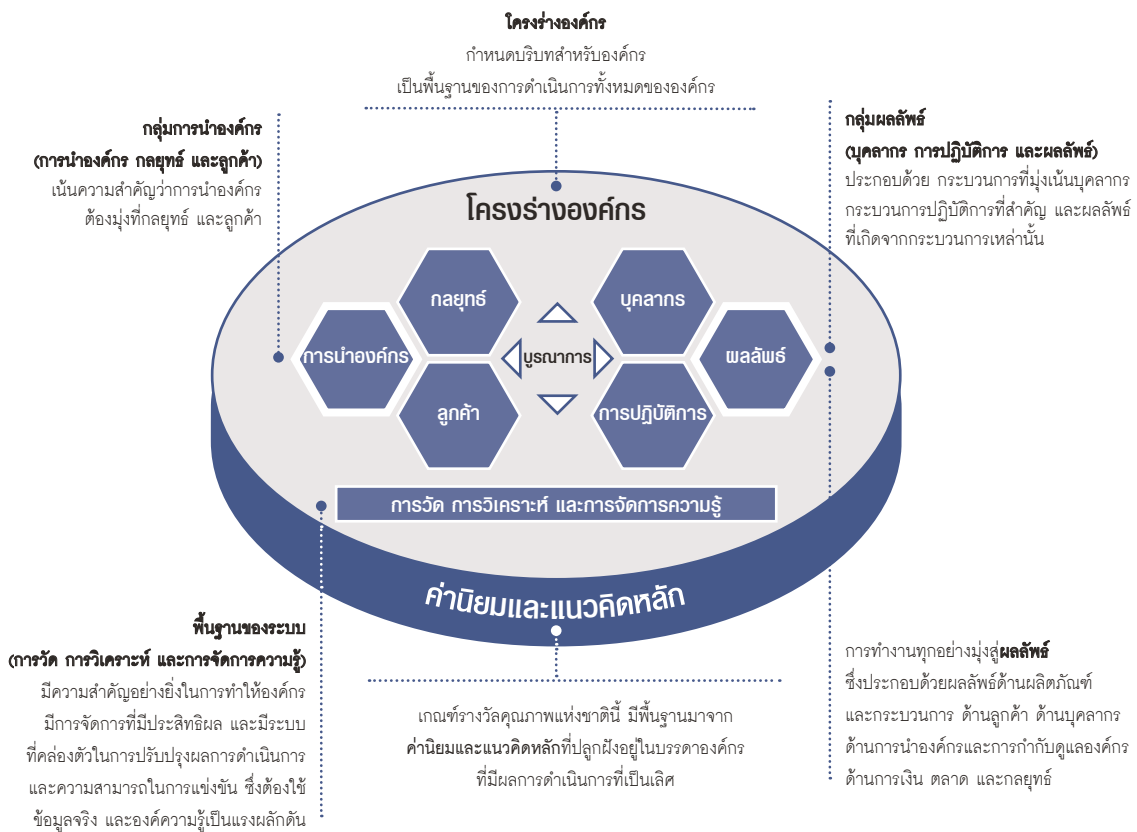 โครงร่างองค์กร
กำหนดบริบทสำหรับองค์กร
เป็นพื้นฐานของการดำเนินการทั้งหมดขององค์กร
กลุ่มการนำองค์กร
(การนำองค์กร กลยุทธ์ และลูกค้า)
เน้นความสำคัญว่าการนำองค์กร
ต้องมุ่งที่กลยุทธ์ และลูกค้า
กลุ่มผลลัพธ์
(บุคลากร การปฏิบัติการ และผลลัพธ์)
ประกอบด้วย กระบวนการที่มุ่งเน้นบุคลากร
กระบวนการปฏิบัติการที่สำคัญ และผลลัพธ์
ที่เกิดจากกระบวนการเหล่านั้น
โครงร่างองค์กร
กลยุทธ์
บุคลากร
การนำองค์กร
บูรณาการ
ผลลัพธ์
ลูกค้า
การปฏิบัติการ
การวัด การวิเคราะห์ และการจัดการความรู้
ค่านิยมและแนวคิดหลัก
พื้นฐานของระบบ
(การวัด การวิเคราะห์ และการจัดการความรู้)
มีความสำคัญอย่างยิ่งในการทำให้องค์กร
มีการจัดการที่มีประสิทธิผล และมีระบบ
ที่คล่องตัวในการปรับปรุงผลการดำเนินการ
และความสามารถในการแข่งขัน ซึ่งต้องใช้
ข้อมูลจริง และองค์ความรู้เป็นแรงผลักดัน
เกณฑ์รางวัลคุณภาพแห่งชาตินี้ มีพื้นฐานมาจาก
ค่านิยมและแนวคิดหลักที่ปลูกฝังอยู่ในบรรดาองค์กร
ที่มีผลการดำเนินการที่เป็นเลิศ
การทำงานทุกอย่างมุ่งสู่ผลลัพธ์
ซึ่งประกอบด้วยผลลัพธ์ด้านผลิตภัณฑ์
และกระบวนการ ด้านลูกค้า ด้านบุคลากร
ด้านการนำองค์กรและการกำกับดูแลองค์กร
ด้านการเงิน ตลาด และกลยุทธ์